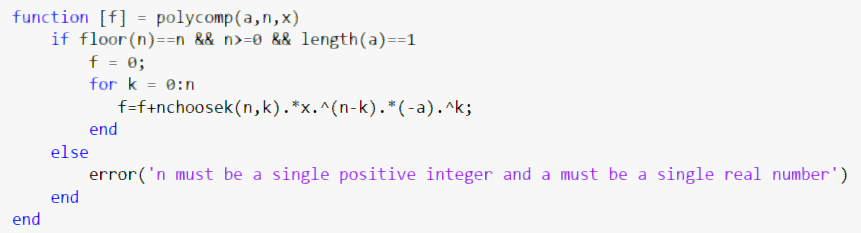 function [f] = polycomp(a,n,x)
    if floor(n)==n && n>=0 && length(a)==1
        f = 0;
        for k = 0:n
           f=f+nchoosek(n,k).*x.^(n-k).*(-a).^k;
        end
    else
        error('n must be a single positive integer and a must be a single real number')
    end
end